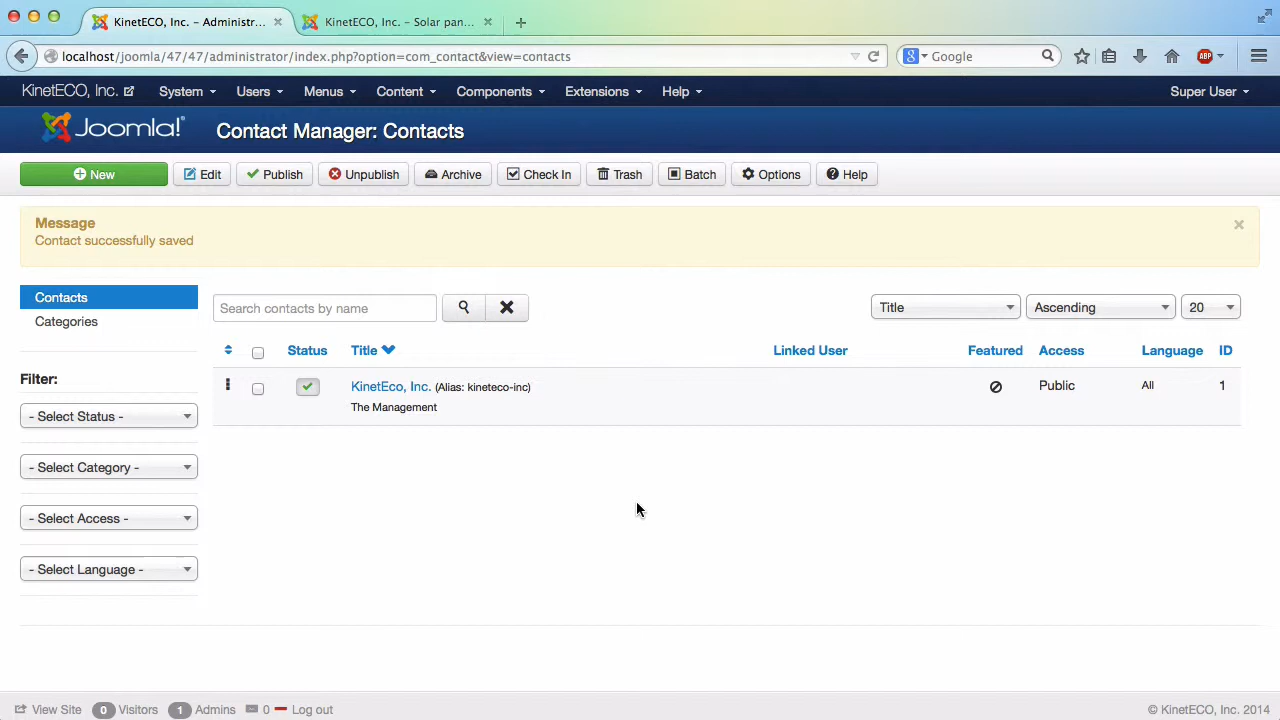 KinetECO, Inc. – Administr...
KinetECO, Inc. - Solar pan...
localhost/joomla/47/47/administrator/index.php?option=com_contact&view=contacts
Google
ABP
KinetECO, Inc.
System
Users
Menus
Content
Components
Extensions
Help
Super User
Joomla!
Contact Manager: Contacts
New
Edit
Publish
Unpublish
Archive
Check In
Trash
Batch
Options
Help
Message
Contact successfully saved
Contacts
Categories
Filter:
- Select Status -
- Select Category -
- Select Access -
- Select Language -
Search contacts by name
Title
Ascending
20
Status
Title
Linked User
Featured
Access
Language
ID
KinetEco, Inc. (Alias: kineteco-inc)
Public
All
1
The Management
View Site
0 Visitors
1 Admins
0
Log out
© KinetECO, Inc. 2014